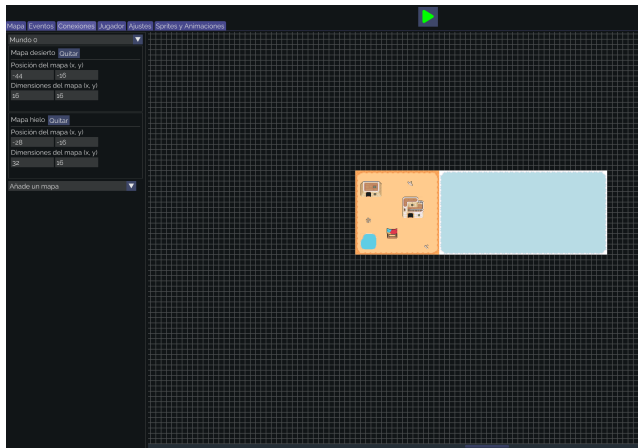 Mapa Eventos Conexiones Jugador Ajustes Sprites y Animaciones
Mundo 0
Mapa desierto Quitar
Posición del mapa (x, y)
-44 -16
Dimensiones del mapa (x, y)
16 16
Mapa hielo Quitar
Posición del mapa (x, y)
-28 -16
Dimensiones del mapa (x, y)
32 16
Añade un mapa